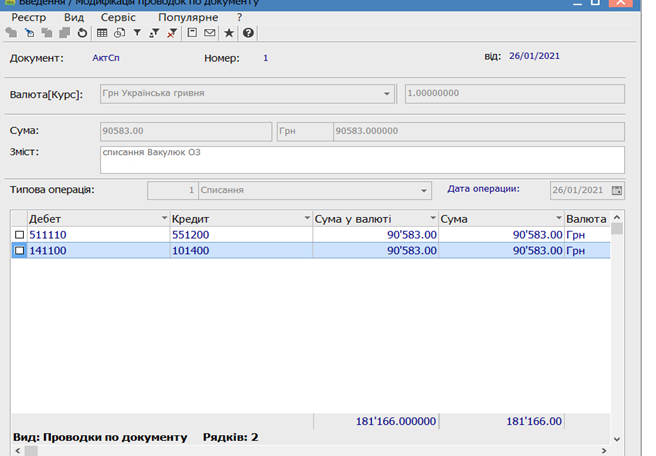 Введення / Модифікація проводок по документу
Реєстр Вид Сервіс Популярне ?
Документ: АктСп Номер: 1 від: 26/01/2021
Валюта[Курс]: Грн Українська гривня 1.00000000
Сума: 90583.00 Грн 90583.000000
Зміст: списання Вакулюк ОЗ
Типова операція: 1 Списання Дата операции: 26/01/2021
Дебет Кредит Сума у валюті Сума Валюта
511110 551200 90'583.00 90'583.00 Грн
141100 101400 90'583.00 90'583.00 Грн
181'166.000000 181'166.00
Вид: Проводки по документу Рядків: 2